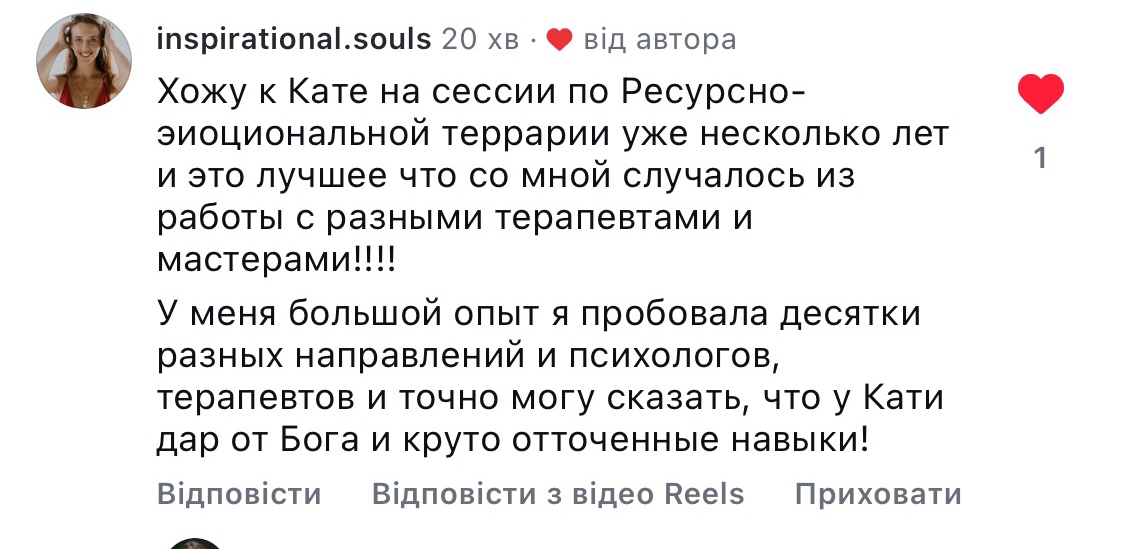 inspirational.souls 20 хв · ❤️ від автора
Хожу к Кате на сессии по Ресурсно-
эиоциональной террарии уже несколько лет
и это лучшее что со мной случалось из
работы с разными терапевтами и
мастерами!!!!
1
У меня большой опыт я пробовала десятки
разных направлений и психологов,
терапевтов и точно могу сказать, что у Кати
дар от Бога и круто отточенные навыки!
Відповісти Відповісти з відео Reels Приховати